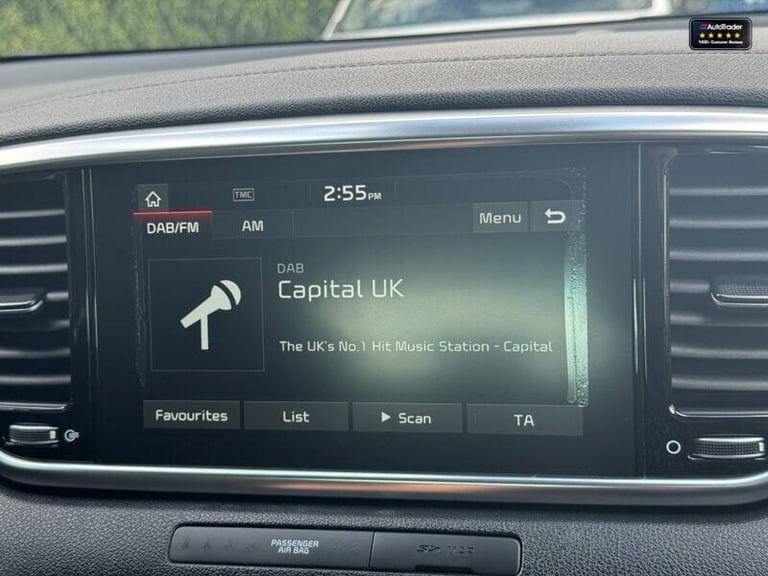 AutoTrader
TMC
2:55PM
DAB/FM
AM
Menu
DAB
Capital UK
The UK's No.1 Hit Music Station - Capital
Favourites
List
Scan
TA
PASSENGER
AIR BAG